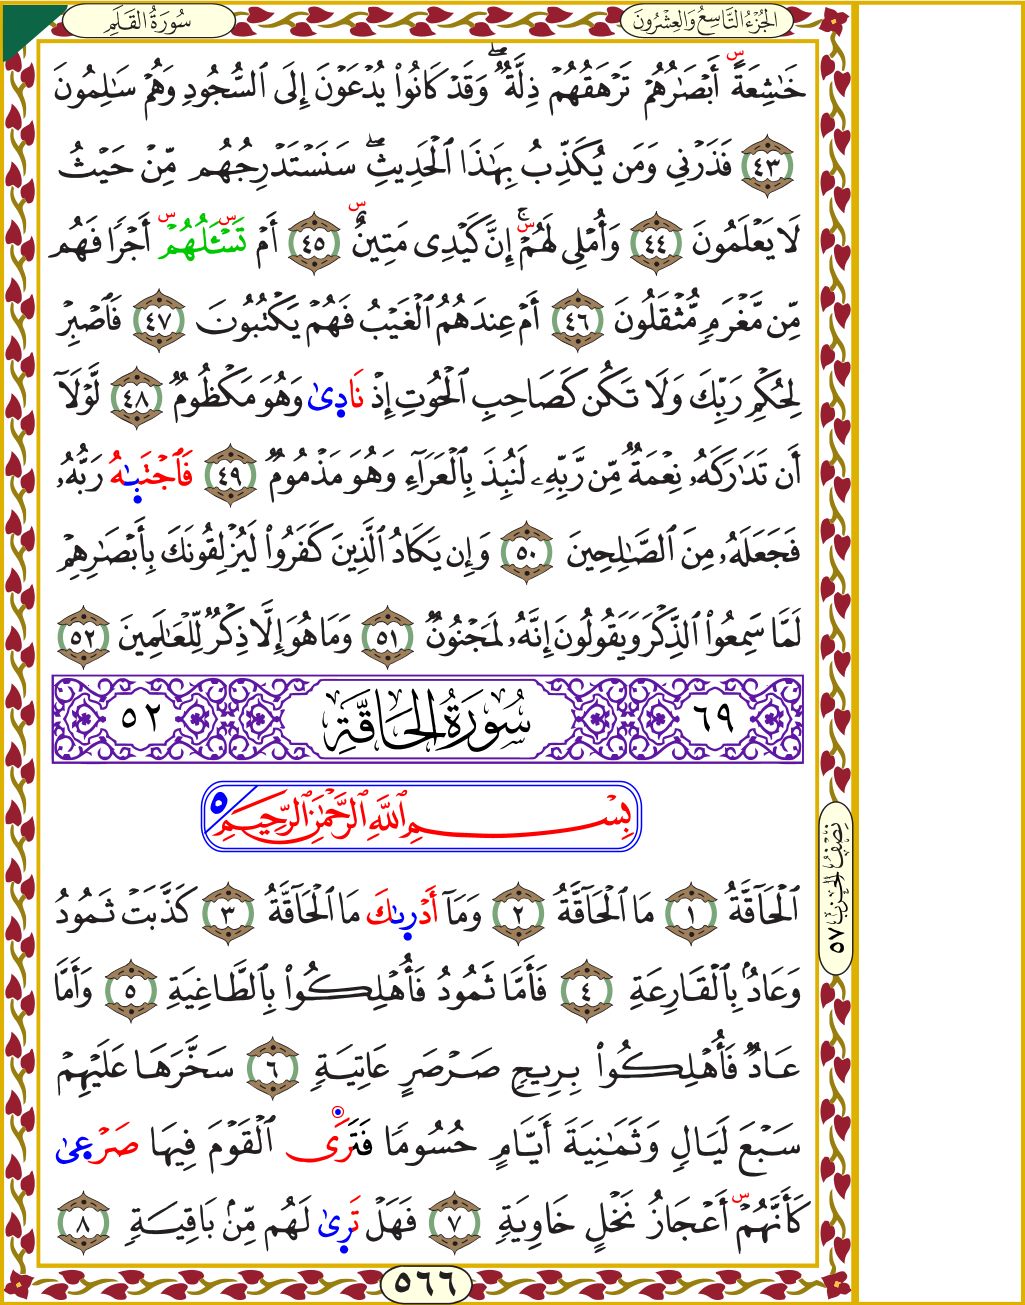 الجُزْءُ التَّاسِعُ وَالعِشْرُونَ
سُورَةُ القَلَمِ
خَٰشِعَةً أَبْصَٰرُهُمْ تَرْهَقُهُمْ ذِلَّةٌۖ وَقَدْ كَانُوا۟ يُدْعَوْنَ إِلَى ٱلسُّجُودِ وَهُمْ سَٰلِمُونَ
٤٣ فَذَرْنِى وَمَن يُكَذِّبُ بِهَٰذَا ٱلْحَدِيثِۖ سَنَسْتَدْرِجُهُم مِّنْ حَيْثُ
لَا يَعْلَمُونَ ٤٤ وَأُمْلِى لَهُمْۚ إِنَّ كَيْدِى مَتِينٌ ٤٥ أَمْ تَسْـَٔلُهُمْ أَجْرًا فَهُم
مِّن مَّغْرَمٍ مُّثْقَلُونَ ٤٦ أَمْ عِندَهُمُ ٱلْغَيْبُ فَهُمْ يَكْتُبُونَ ٤٧ فَٱصْبِرْ
لِحُكْمِ رَبِّكَ وَلَا تَكُن كَصَاحِبِ ٱلْحُوتِ إِذْ نَادَىٰ وَهُوَ مَكْظُومٌ ٤٨ لَّوْلَآ
أَن تَدَٰرَكَهُۥ نِعْمَةٌ مِّن رَّبِّهِۦ لَنُبِذَ بِٱلْعَرَآءِ وَهُوَ مَذْمُومٌ ٤٩ فَٱجْتَبَٰهُ رَبُّهُۥ
فَجَعَلَهُۥ مِنَ ٱلصَّٰلِحِينَ ٥٠ وَإِن يَكَادُ ٱلَّذِينَ كَفَرُوا۟ لَيُزْلِقُونَكَ بِأَبْصَٰرِهِمْ
لَمَّا سَمِعُوا۟ ٱلذِّكْرَ وَيَقُولُونَ إِنَّهُۥ لَمَجْنُونٌ ٥١ وَمَا هُوَ إِلَّا ذِكْرٌ لِّلْعَٰلَمِينَ ٥٢
٦٩ سُورَةُ الحَاقَّةِ ٥٢
بِسْمِ ٱللَّهِ ٱلرَّحْمَٰنِ ٱلرَّحِيمِ ٥
ٱلْحَآقَّةُ ١ مَا ٱلْحَآقَّةُ ٢ وَمَآ أَدْرَىٰكَ مَا ٱلْحَآقَّةُ ٣ كَذَّبَتْ ثَمُودُ
وَعَادٌۢ بِٱلْقَارِعَةِ ٤ فَأَمَّا ثَمُودُ فَأُهْلِكُوا۟ بِٱلطَّاغِيَةِ ٥ وَأَمَّا
عَادٌ فَأُهْلِكُوا۟ بِرِيحٍ صَرْصَرٍ عَاتِيَةٍ ٦ سَخَّرَهَا عَلَيْهِمْ
سَبْعَ لَيَالٍ وَثَمَٰنِيَةَ أَيَّامٍ حُسُومًا فَتَرَى ٱلْقَوْمَ فِيهَا صَرْعَىٰ
كَأَنَّهُمْ أَعْجَازُ نَخْلٍ خَاوِيَةٍ ٧ فَهَلْ تَرَىٰ لَهُم مِّنۢ بَاقِيَةٍ ٨
نِصْفُ الحِزْبِ ٥٧
٥٦٦